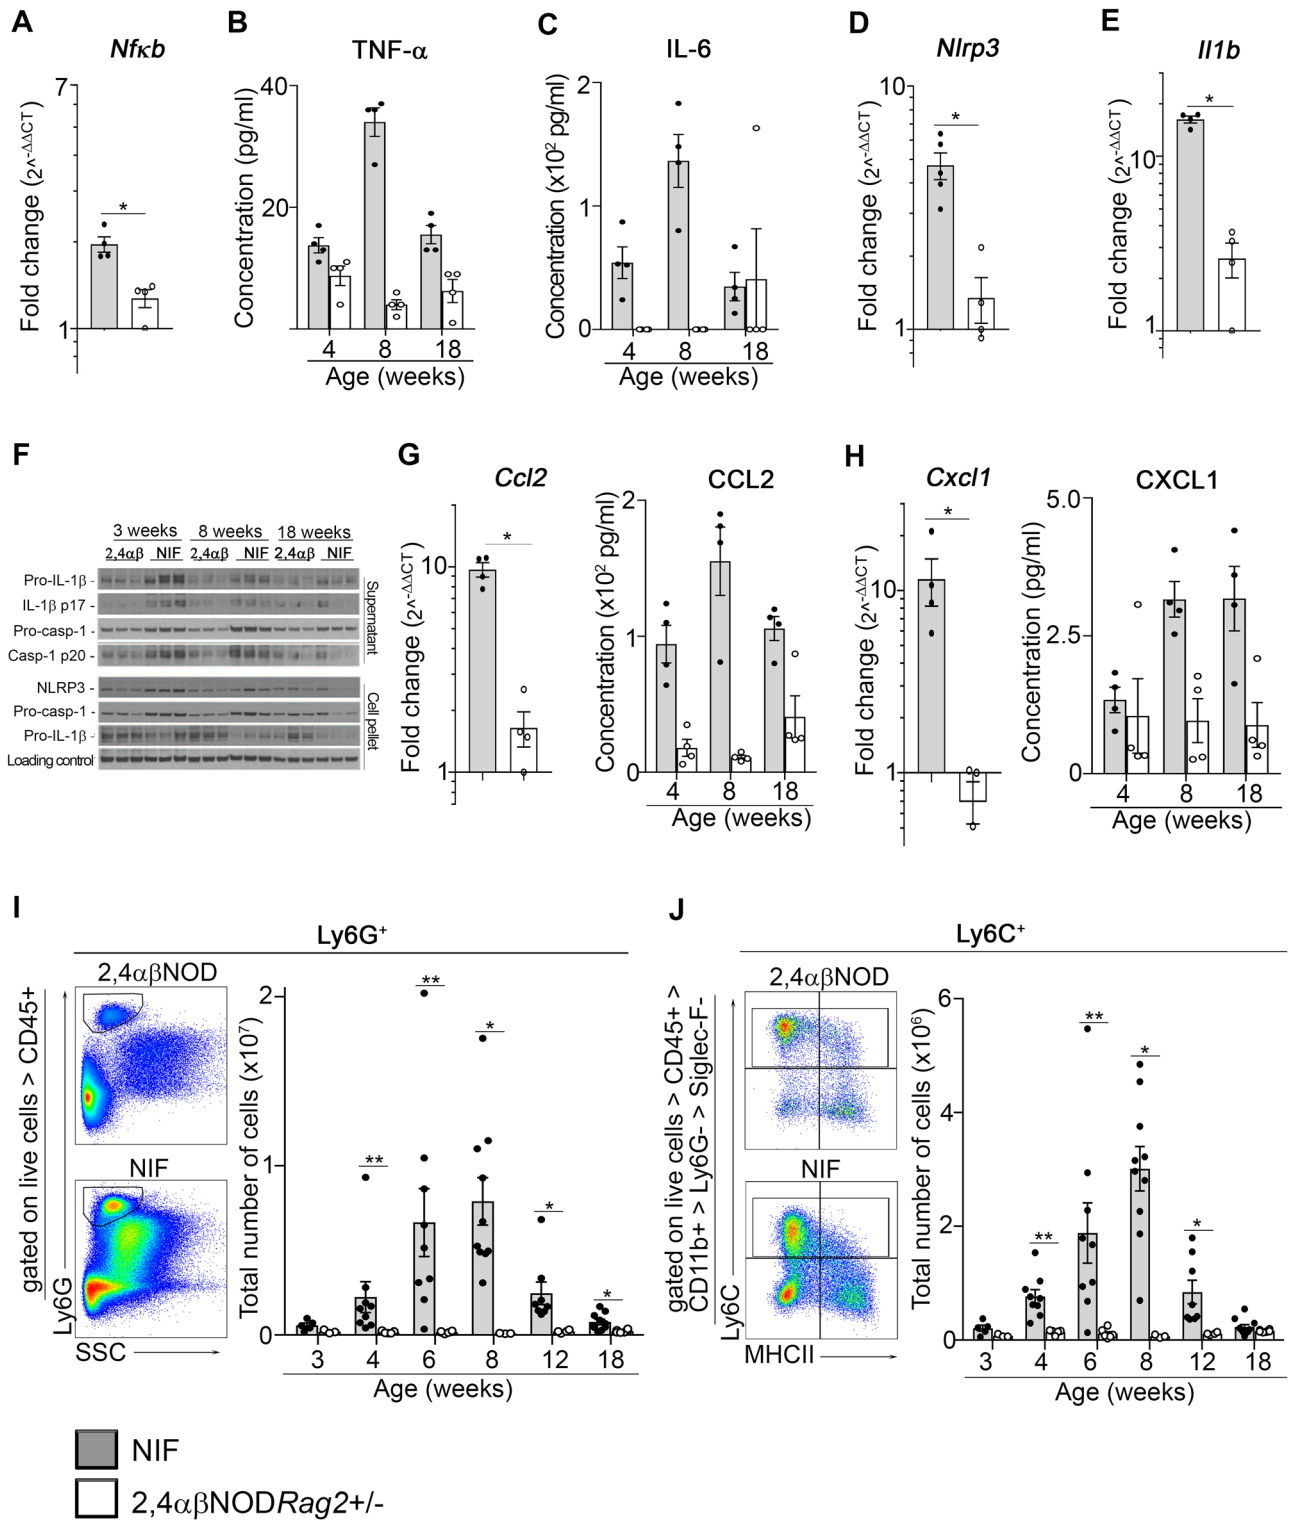 A
Nfκb
7
1
Fold change (2^-ΔΔCT)
*
B
TNF-α
40
20
Concentration (pg/ml)
4 8 18
Age (weeks)
C
IL-6
2
1
0
Concentration (x10² pg/ml)
4 8 18
Age (weeks)
D
Nlrp3
10
1
Fold change (2^-ΔΔCT)
*
E
Il1b
10
1
Fold change (2^-ΔΔCT)
*
F
3 weeks 8 weeks 18 weeks
2,4αβ NIF 2,4αβ NIF 2,4αβ NIF
Pro-IL-1β -
IL-1β p17 -
Pro-casp-1 -
Casp-1 p20 -
Supernatant
NLRP3 -
Pro-casp-1 -
Pro-IL-1β -
Loading control -
Cell pellet
G
Ccl2
10
1
Fold change (2^-ΔΔCT)
*
CCL2
2
1
0
Concentration (x10² pg/ml)
4 8 18
Age (weeks)
H
Cxcl1
10
1
Fold change (2^-ΔΔCT)
*
CXCL1
5.0
2.5
0
Concentration (pg/ml)
4 8 18
Age (weeks)
I
Ly6G⁺
2,4αβNOD
NIF
gated on live cells > CD45+
Ly6G
SSC
2
1
0
Total number of cells (x10⁷)
** ** * * *
3 4 6 8 12 18
Age (weeks)
J
Ly6C⁺
2,4αβNOD
NIF
gated on live cells > CD45+ >
CD11b+ > Ly6G- > Siglec-F-
Ly6C
MHCII
6
4
2
0
Total number of cells (x10⁶)
** ** * *
3 4 6 8 12 18
Age (weeks)
NIF
2,4αβNODRag2+/-